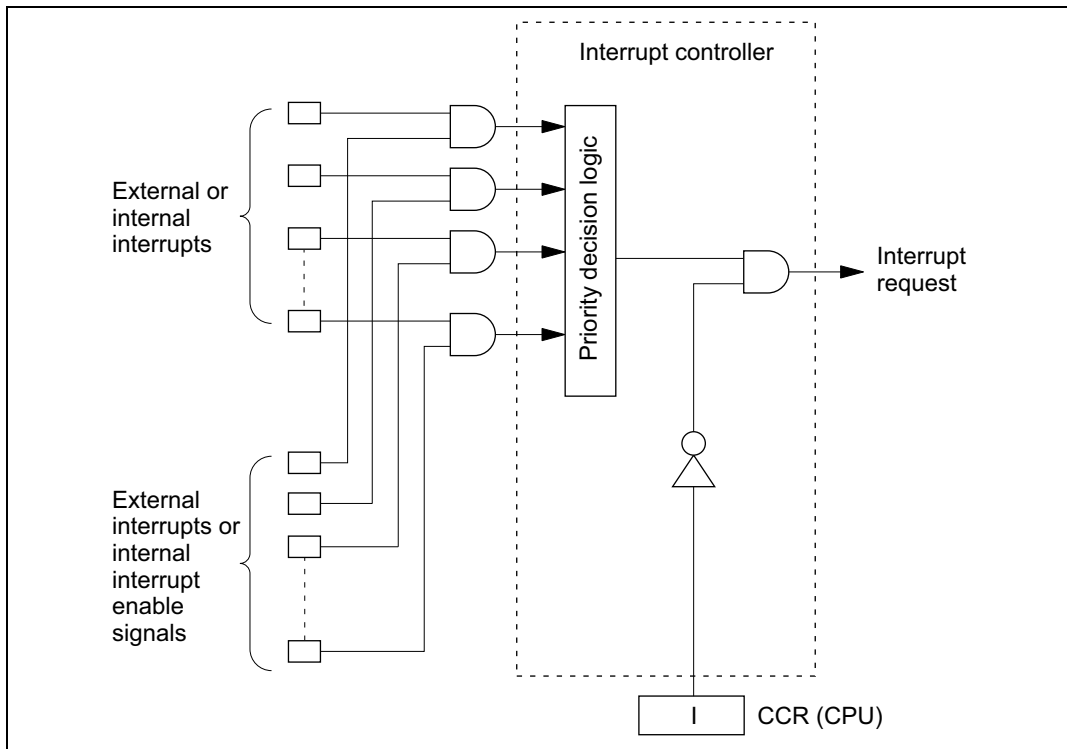 Interrupt controller
External or
internal
interrupts
Priority decision logic
Interrupt
request
External
interrupts or
internal
interrupt
enable
signals
I
CCR (CPU)